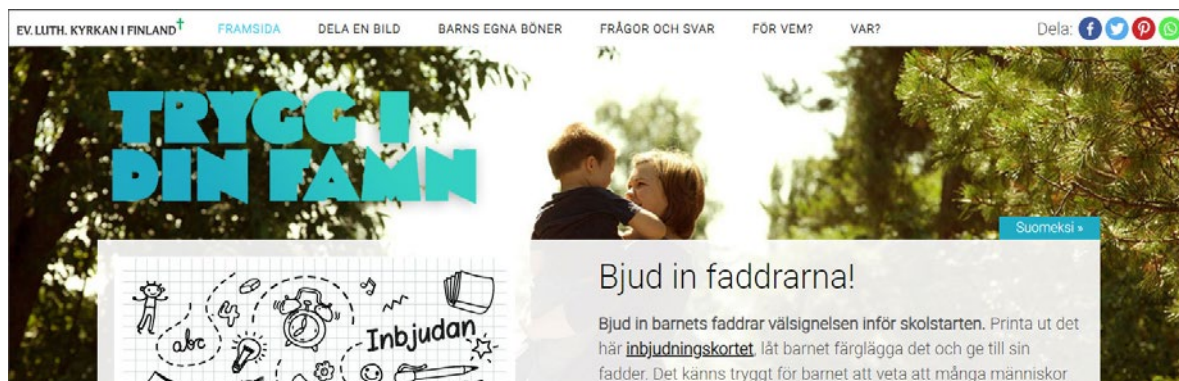 EV. LUTH. KYRKAN I FINLAND FRAMSIDA DELA EN BILD BARNS EGNA BÖNER FRÅGOR OCH SVAR FÖR VEM? VAR? Dela:
TRYGG I
DIN FAMN
Suomeksi »
Bjud in faddrarna!
4
abc
Inbjudan
Bjud in barnets faddrar välsignelsen inför skolstarten. Printa ut det
här inbjudningskortet, låt barnet färglägga det och ge till sin
fadder. Det känns tryggt för barnet att veta att många människor